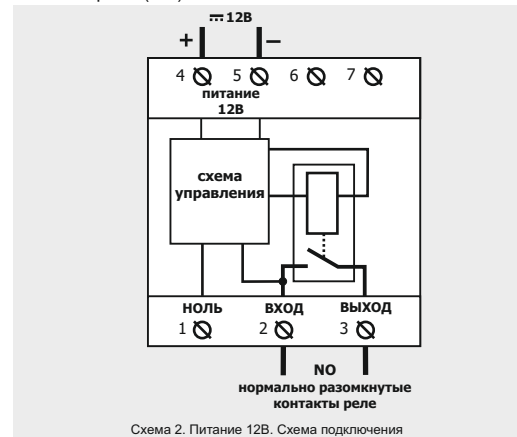 ⎓ 12В
+ −
4 5 6 7
питание
12В
схема
управления
НОЛЬ ВХОД ВЫХОД
1 2 3
NO
нормально разомкнутые
контакты реле
Схема 2. Питание 12В. Схема подключения